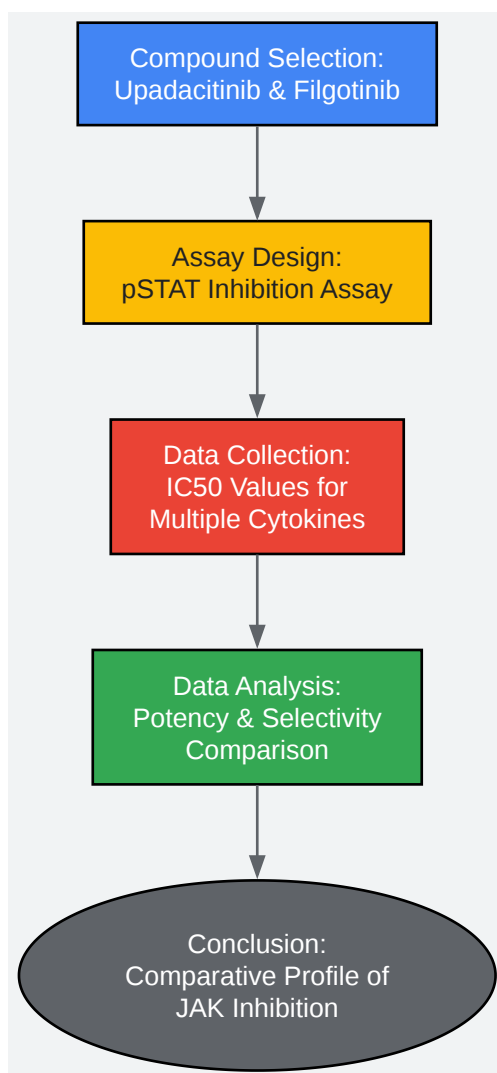 Compound Selection:
Upadacitinib & Filgotinib
Assay Design:
pSTAT Inhibition Assay
Data Collection:
IC50 Values for
Multiple Cytokines
Data Analysis:
Potency & Selectivity
Comparison
Conclusion:
Comparative Profile of
JAK Inhibition